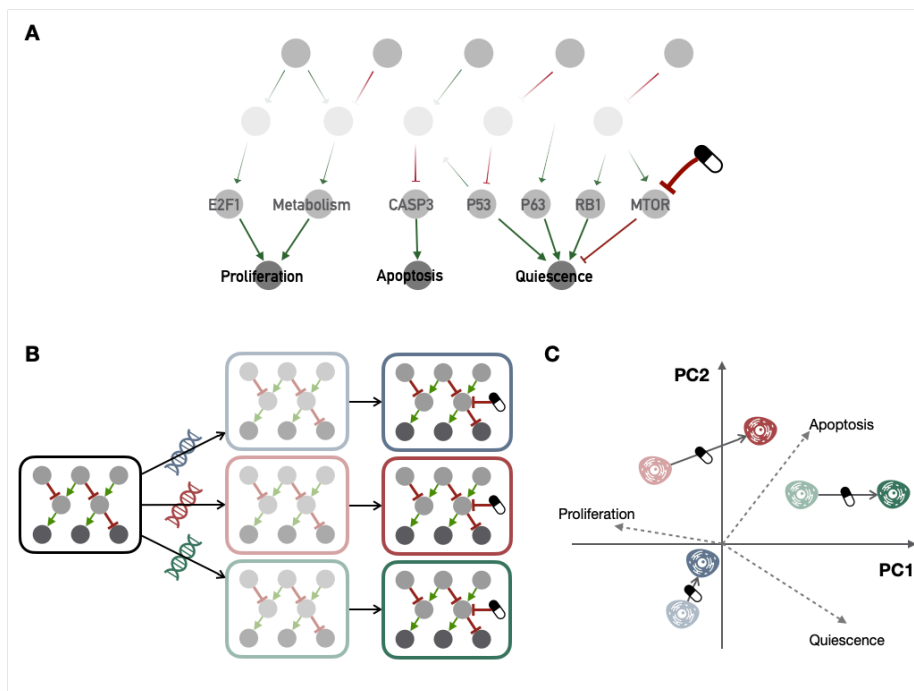 A
E2F1 Metabolism CASP3 P53 P63 RB1 MTOR
Proliferation Apoptosis Quiescence
B
C
PC2
Apoptosis
Proliferation
PC1
Quiescence